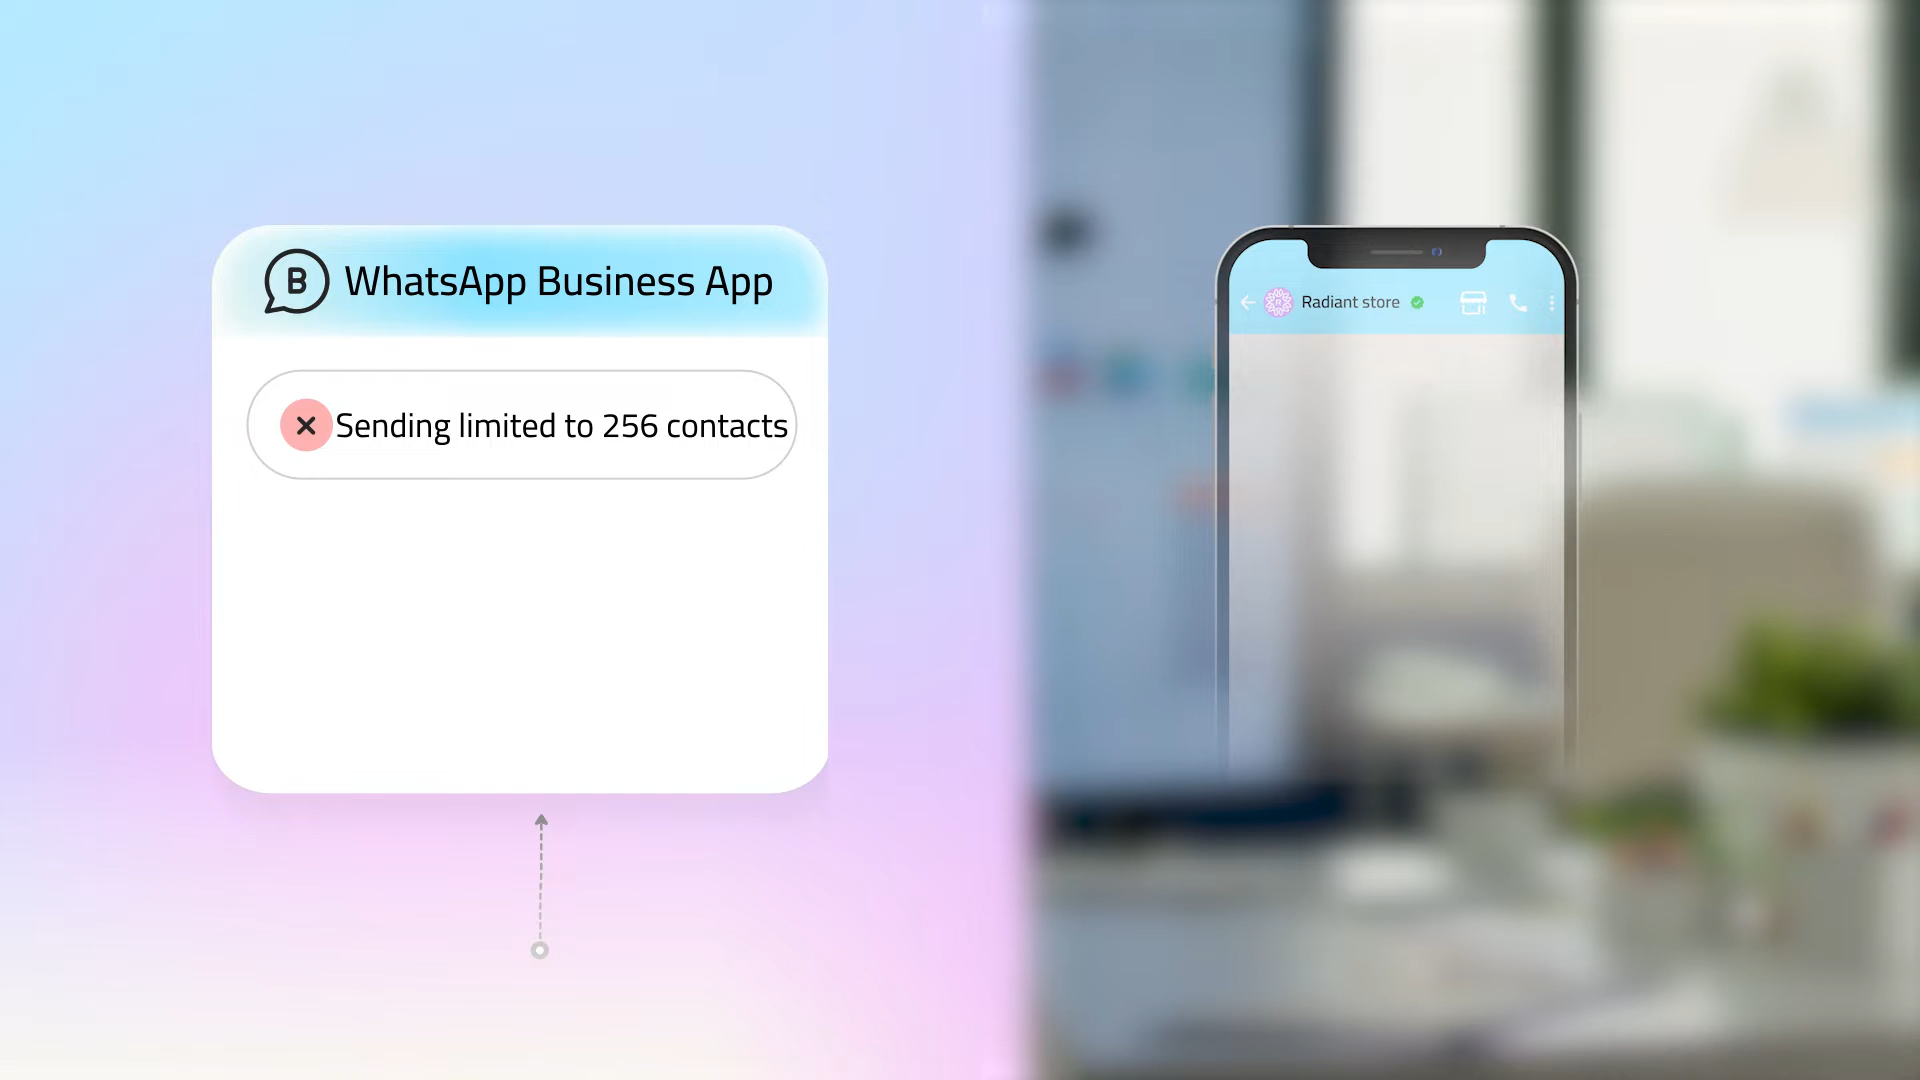 B WhatsApp Business App
Sending limited to 256 contacts
R Radiant store